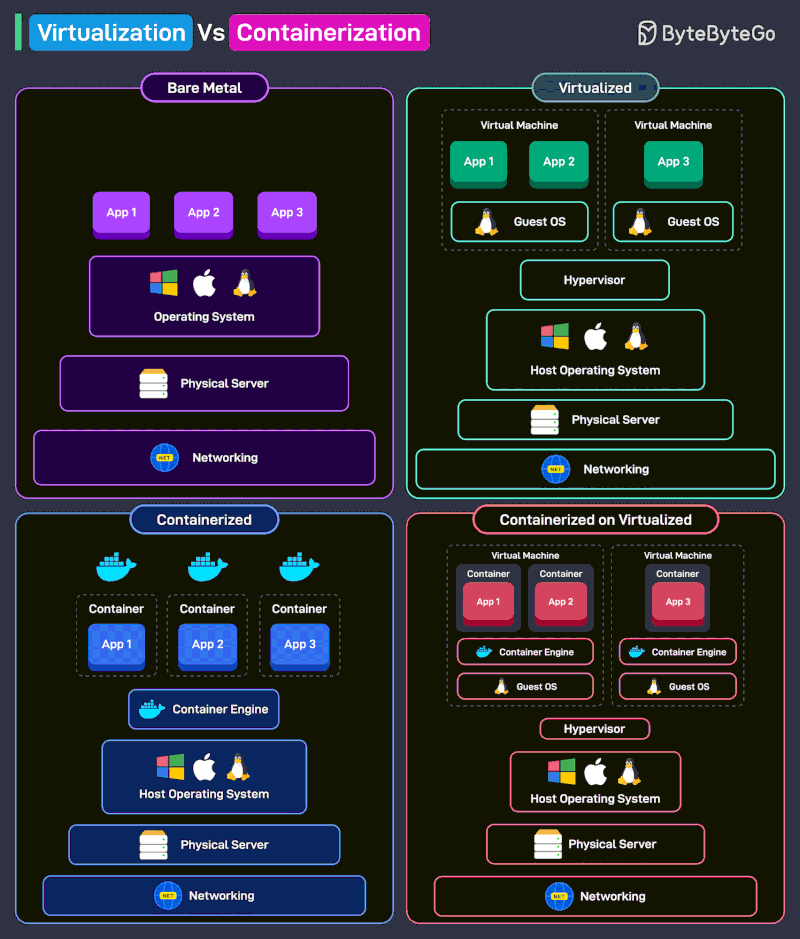 Virtualization Vs Containerization
ByteByteGo
Bare Metal
App 1 App 2 App 3
Operating System
Physical Server
NET Networking
Virtualized
Virtual Machine Virtual Machine
App 1 App 2 App 3
Guest OS Guest OS
Hypervisor
Host Operating System
Physical Server
NET Networking
Containerized
Container Container Container
App 1 App 2 App 3
Container Engine
Host Operating System
Physical Server
NET Networking
Containerized on Virtualized
Virtual Machine Virtual Machine
Container Container Container
App 1 App 2 App 3
Container Engine Container Engine
Guest OS Guest OS
Hypervisor
Host Operating System
Physical Server
NET Networking